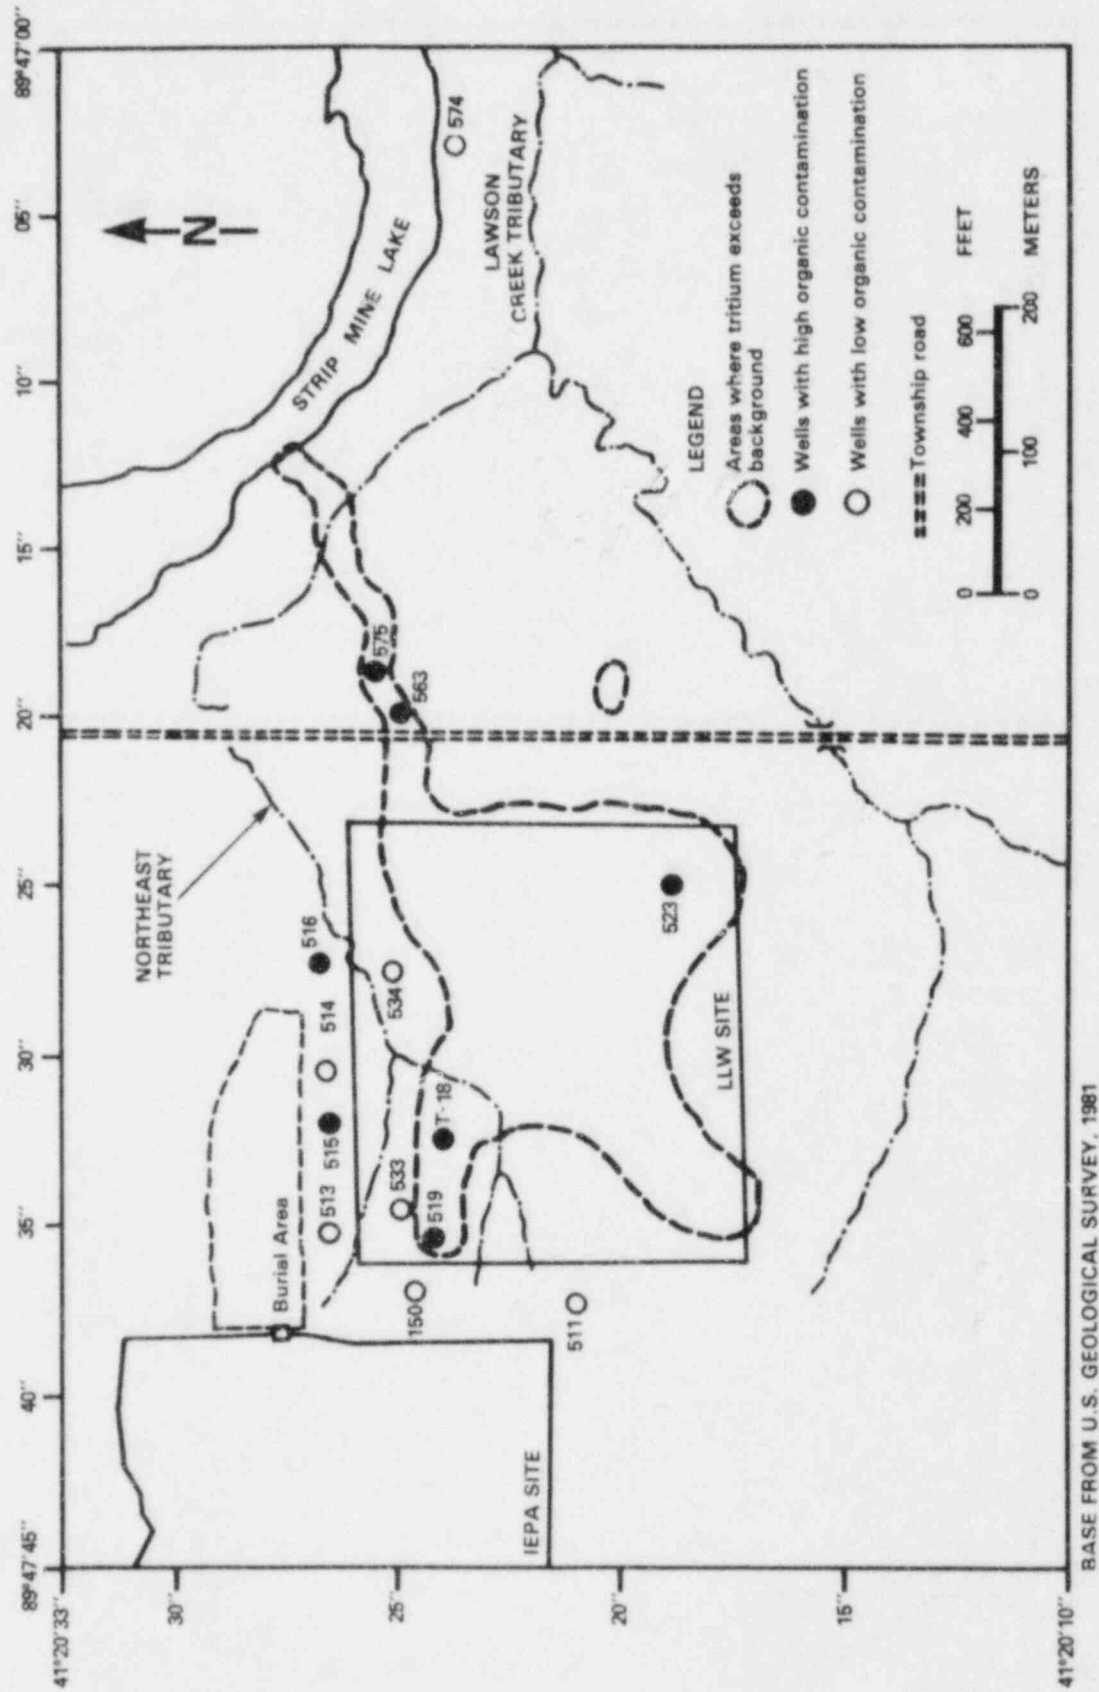 89°47'45''
40''
35''
30''
25''
20''
15''
10''
05''
89°47'00''
41°20'33''
30''
25''
20''
15''
41°20'10''
N
NORTHEAST
TRIBUTARY
STRIP MINE LAKE
574
LAWSON
CREEK TRIBUTARY
Burial Area
513
515
514
516
150
533
534
519
T-18
575
563
511
523
IEPA SITE
LLW SITE
LEGEND
Areas where tritium exceeds
background
Wells with high organic contamination
Wells with low organic contamination
Township road
0 200 400 600 FEET
0 100 200 METERS
BASE FROM U.S. GEOLOGICAL SURVEY, 1981